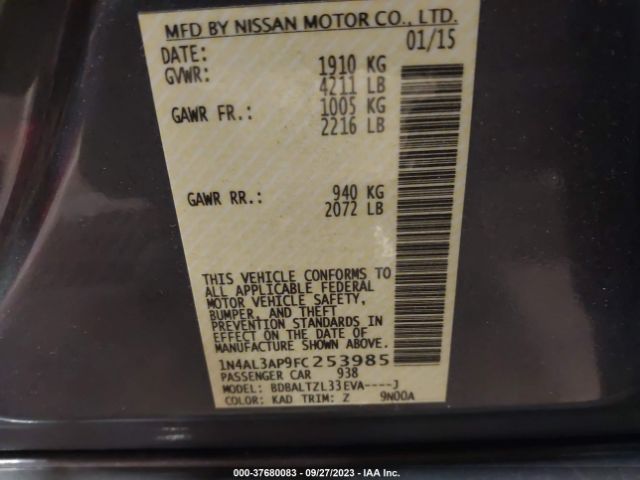 MFD BY NISSAN MOTOR CO., LTD.
DATE: 01/15
GVWR: 1910 KG
4211 LB
GAWR FR.: 1005 KG
2216 LB
GAWR RR.: 940 KG
2072 LB
THIS VEHICLE CONFORMS TO
ALL APPLICABLE FEDERAL
MOTOR VEHICLE SAFETY,
BUMPER, AND THEFT
PREVENTION STANDARDS IN
EFFECT ON THE DATE OF
MANUFACTURE SHOWN ABOVE.
1N4AL3AP9FC253985
PASSENGER CAR 938
MODEL: BDBALTZL33EVA----J
COLOR: KAD TRIM: Z 9N00A
000-37680083 / 09/27/2023 / IAA Inc.